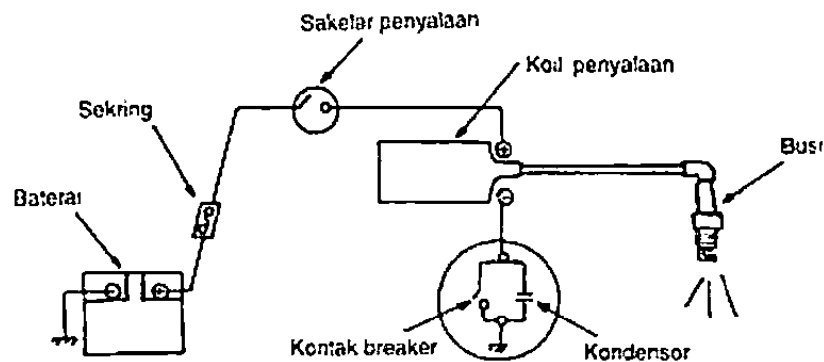 Sakelar penyalaan
Koil penyalaan
Sekring
Busi
Baterai
Kontak breaker
Kondensor